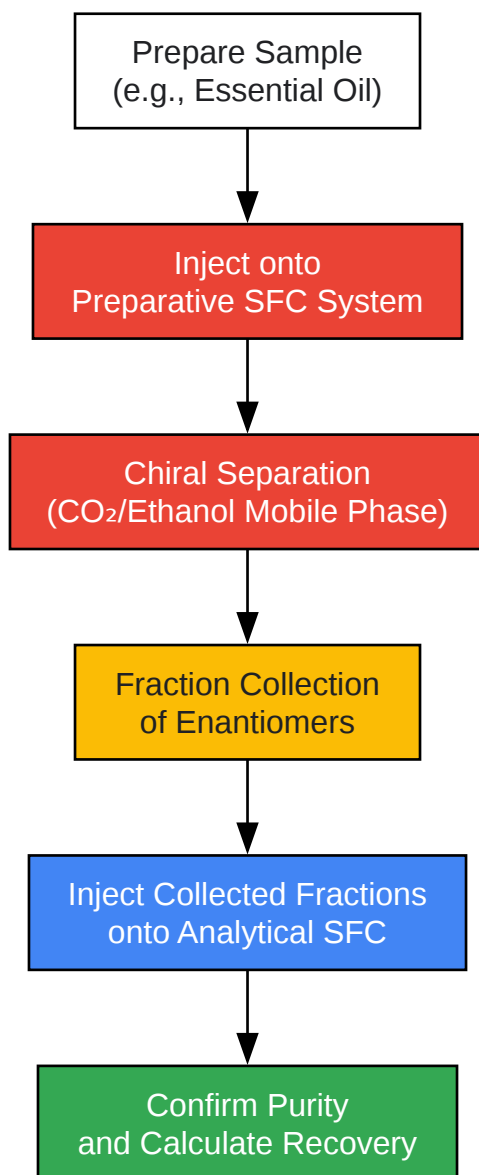 Prepare Sample
(e.g., Essential Oil)
Inject onto
Preparative SFC System
Chiral Separation
(CO₂/Ethanol Mobile Phase)
Fraction Collection
of Enantiomers
Inject Collected Fractions
onto Analytical SFC
Confirm Purity
and Calculate Recovery